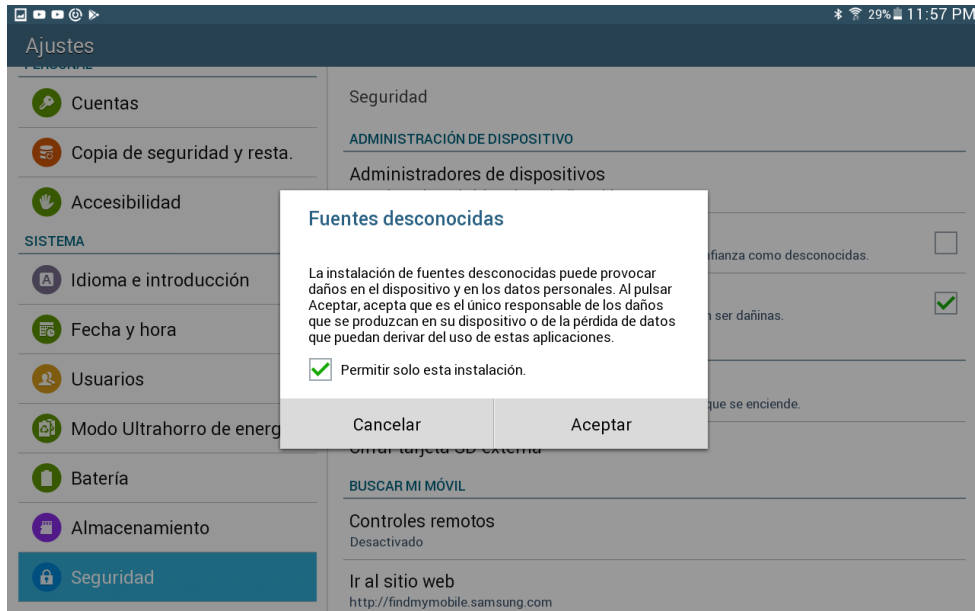 29% 11:57 PM
Ajustes
PERSONAL
Cuentas
Copia de seguridad y resta.
Accesibilidad
SISTEMA
Idioma e introducción
Fecha y hora
Usuarios
Modo Ultrahorro de energ
Batería
Almacenamiento
Seguridad
Seguridad
ADMINISTRACIÓN DE DISPOSITIVO
Administradores de dispositivos
Fuentes desconocidas
La instalación de fuentes desconocidas puede provocar
daños en el dispositivo y en los datos personales. Al pulsar
Aceptar, acepta que es el único responsable de los daños
que se produzcan en su dispositivo o de la pérdida de datos
que puedan derivar del uso de estas aplicaciones.
Permitir solo esta instalación.
Cancelar
Aceptar
como desconocidas.
ser dañinas.
que se enciende.
Cifrar tarjeta SD externa
BUSCAR MI MÓVIL
Controles remotos
Desactivado
Ir al sitio web
http://findmymobile.samsung.com